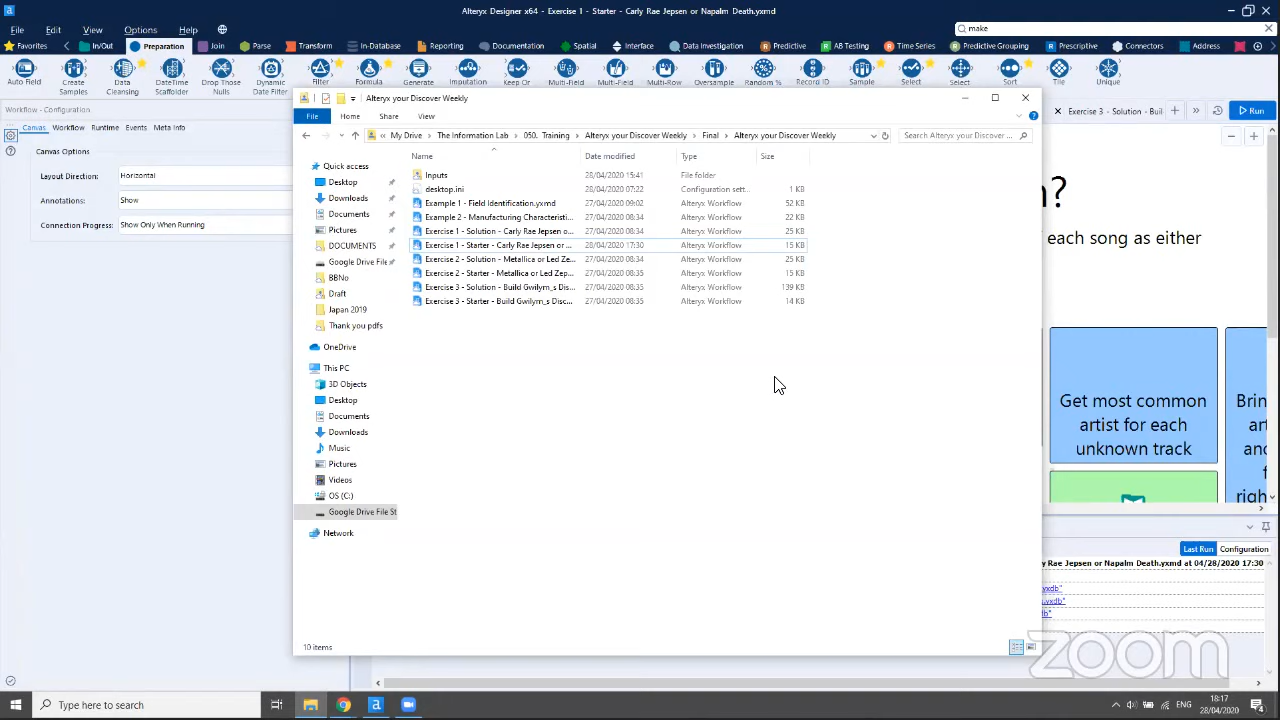 Alteryx Designer x64 - Exercise 1 - Starter - Carly Rae Jepsen or Napalm Death.yxmd
File Edit View Options Help
make
Favorites In/Out Preparation Join Parse Transform In-Database Reporting Documentation Spatial Interface Data Investigation Predictive AB Testing Time Series Predictive Grouping Prescriptive Connectors Address
Auto Field Create Samples Data Cleansing DateTime Scaffolder Drop Those Nulls Dynamic Date Filter Filter Formula Generate Imputation Keep Or Multi-Field Multi-Field Multi-Row Oversample Random % Record ID Sample Select Select Sort Tile Unique
Workflow - Configuration
Canvas Workflow Runtime Events Meta Info
Canvas Options
Layout Direction: Horizontal
Annotations: Show
Connection Progress: Show Only When Running
Alteryx your Discover Weekly
File Home Share View
My Drive The Information Lab 050. Training Alteryx your Discover Weekly Final Alteryx your Discover Weekly
Search Alteryx your Discover ...
Name Date modified Type Size
Inputs 28/04/2020 15:41 File folder
desktop.ini 28/04/2020 07:22 Configuration sett... 1 KB
Example 1 - Field Identification.yxmd 27/04/2020 09:02 Alteryx Workflow 52 KB
Example 2 - Manufacturing Characteristi... 27/04/2020 08:34 Alteryx Workflow 22 KB
Exercise 1 - Solution - Carly Rae Jepsen o... 27/04/2020 08:34 Alteryx Workflow 25 KB
Exercise 1 - Starter - Carly Rae Jepsen or ... 28/04/2020 17:30 Alteryx Workflow 15 KB
Exercise 2 - Solution - Metallica or Led Ze... 27/04/2020 08:34 Alteryx Workflow 25 KB
Exercise 2 - Starter - Metallica or Led Zep... 27/04/2020 08:35 Alteryx Workflow 15 KB
Exercise 3 - Solution - Build Gwilym_s Dis... 27/04/2020 08:35 Alteryx Workflow 139 KB
Exercise 3 - Starter - Build Gwilym_s Disc... 27/04/2020 08:35 Alteryx Workflow 14 KB
Quick access
Desktop
Downloads
Documents
Pictures
DOCUMENTS
Google Drive File
BBNo
Draft
Japan 2019
Thank you pdfs
OneDrive
This PC
3D Objects
Desktop
Documents
Downloads
Music
Pictures
Videos
OS (C:)
Google Drive File St
Network
10 items
Exercise 3 - Solution - Buil
Run
n?
each song as either
Get most common
artist for each
unknown track
Brin
art
and
f
righ
Last Run Configuration
y Rae Jepsen or Napalm Death.yxmd at 04/28/2020 17:30
zoom
Type here to search
ENG
18:17
28/04/2020
4